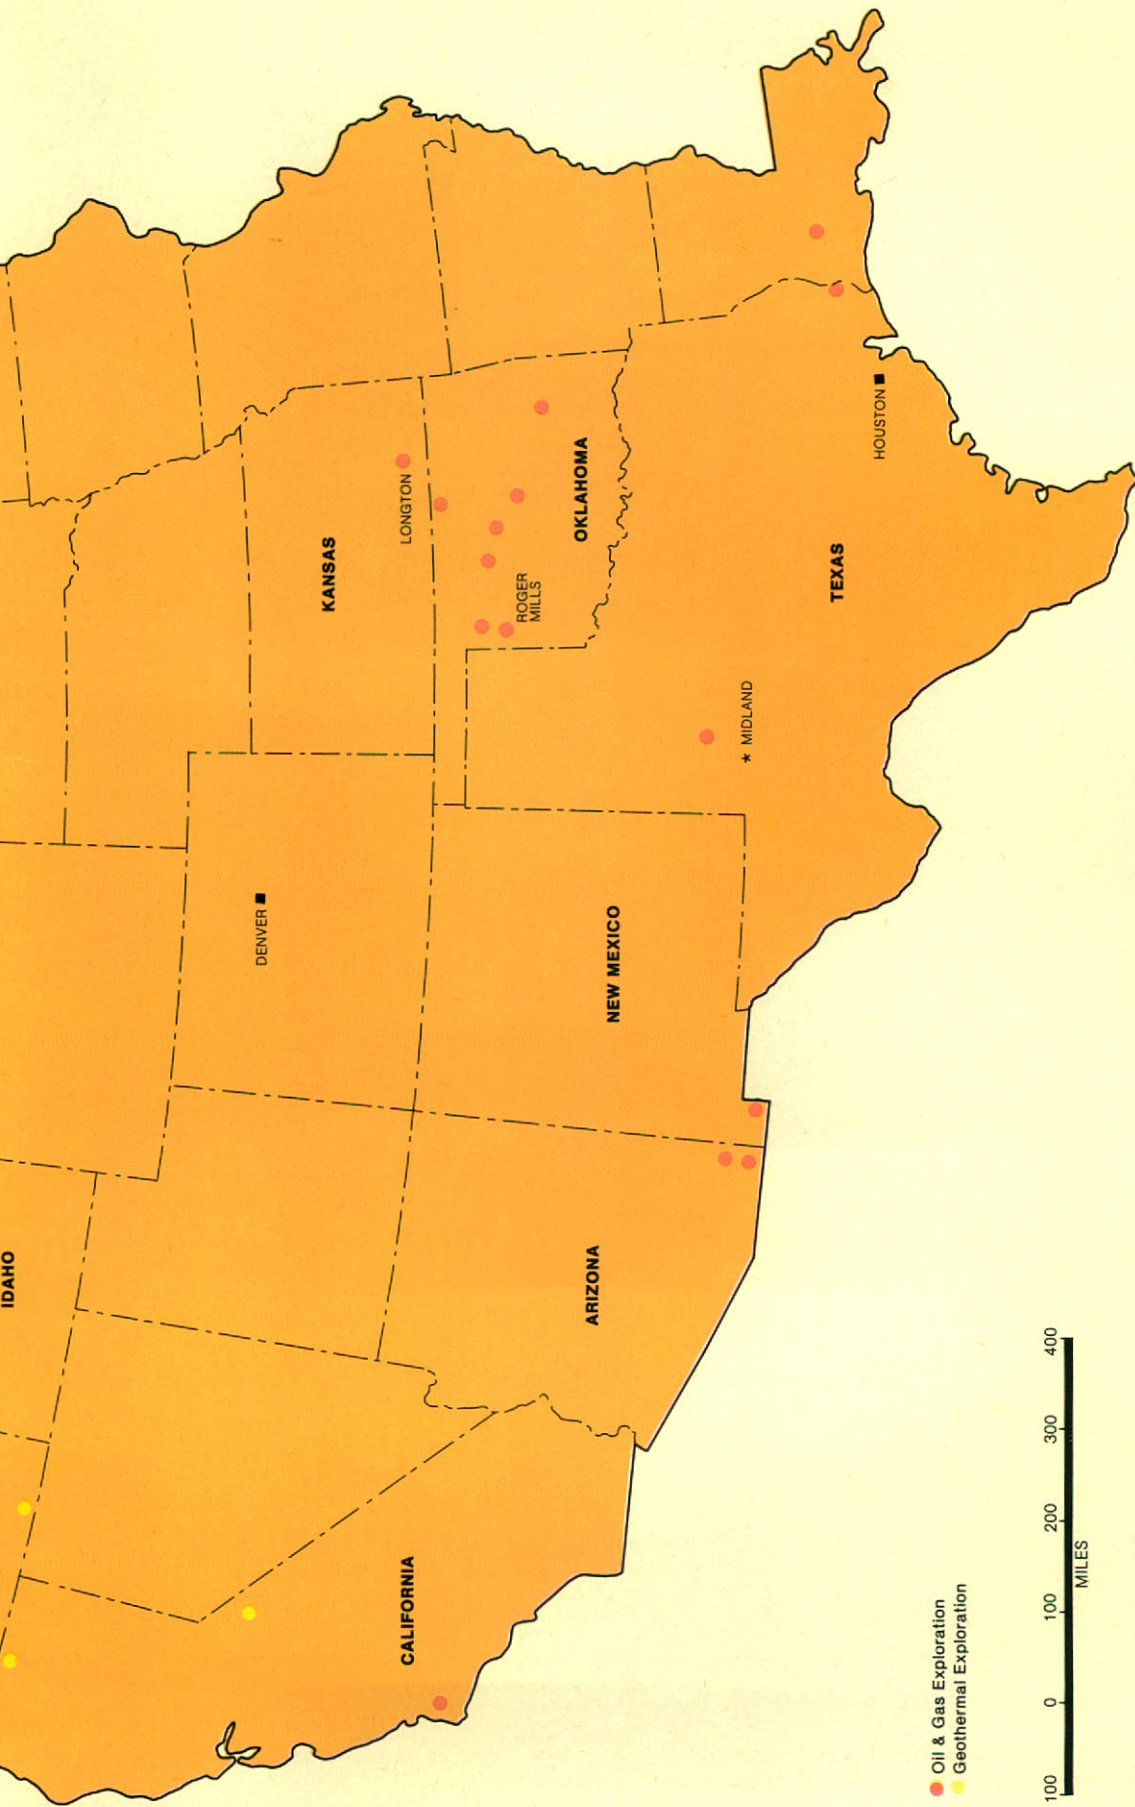 IDAHO
DENVER
KANSAS
LONGTON
ROGER
MILLS
OKLAHOMA
CALIFORNIA
ARIZONA
NEW MEXICO
MIDLAND
TEXAS
HOUSTON
Oil & Gas Exploration
Geothermal Exploration
100 0 100 200 300 400
MILES